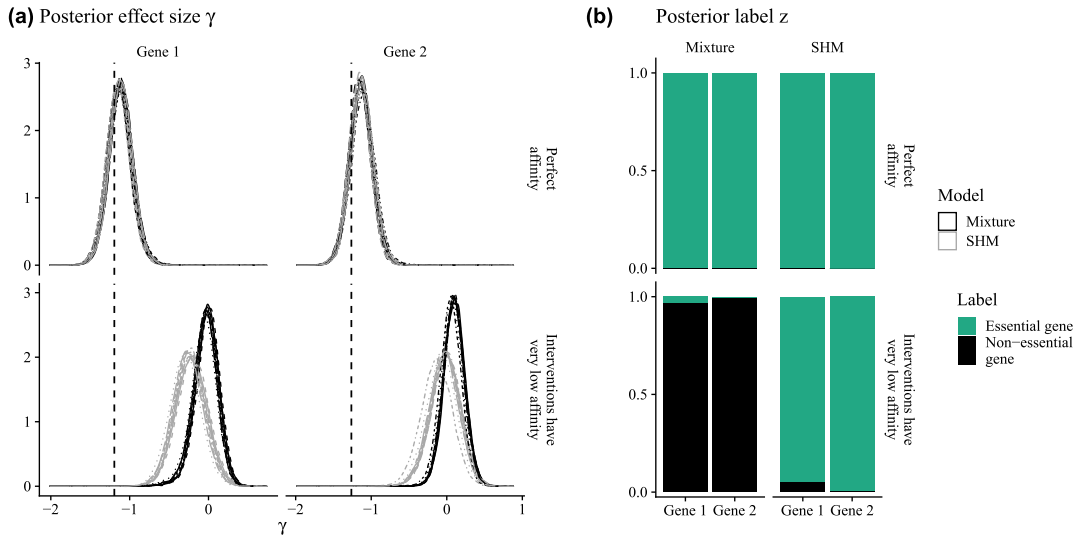 (a) Posterior effect size γ
Gene 1
Gene 2
3
2
1
0
Perfect
affinity
3
2
1
0
Interventions have
very low affinity
−2
−1
0
−2
−1
0
1
γ
(b) Posterior label z
Mixture
SHM
1.0
0.5
0.0
Perfect
affinity
1.0
0.5
0.0
Interventions have
very low affinity
Gene 1 Gene 2
Gene 1 Gene 2
Model
Mixture
SHM
Label
Essential gene
Non−essential
gene